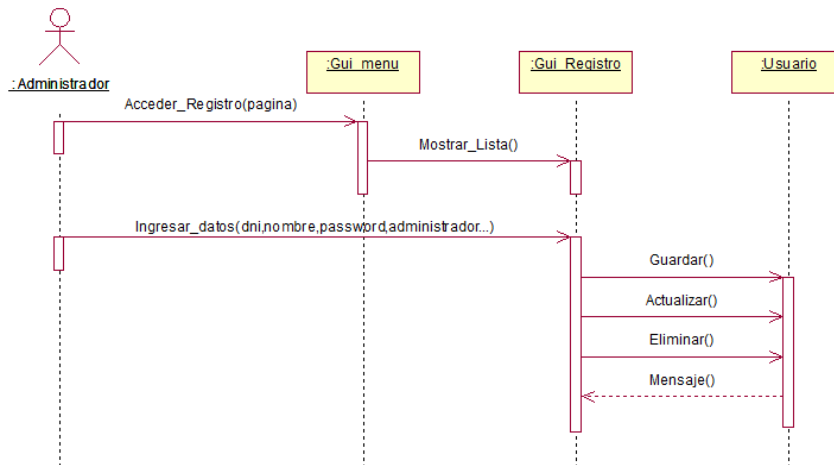 :Gui_menu
:Gui_Registro
:Usuario
:Administrador
Acceder_Registro(pagina)
Mostrar_Lista()
Ingresar_datos(dni,nombre,password,administrador...)
Guardar()
Actualizar()
Eliminar()
Mensaje()